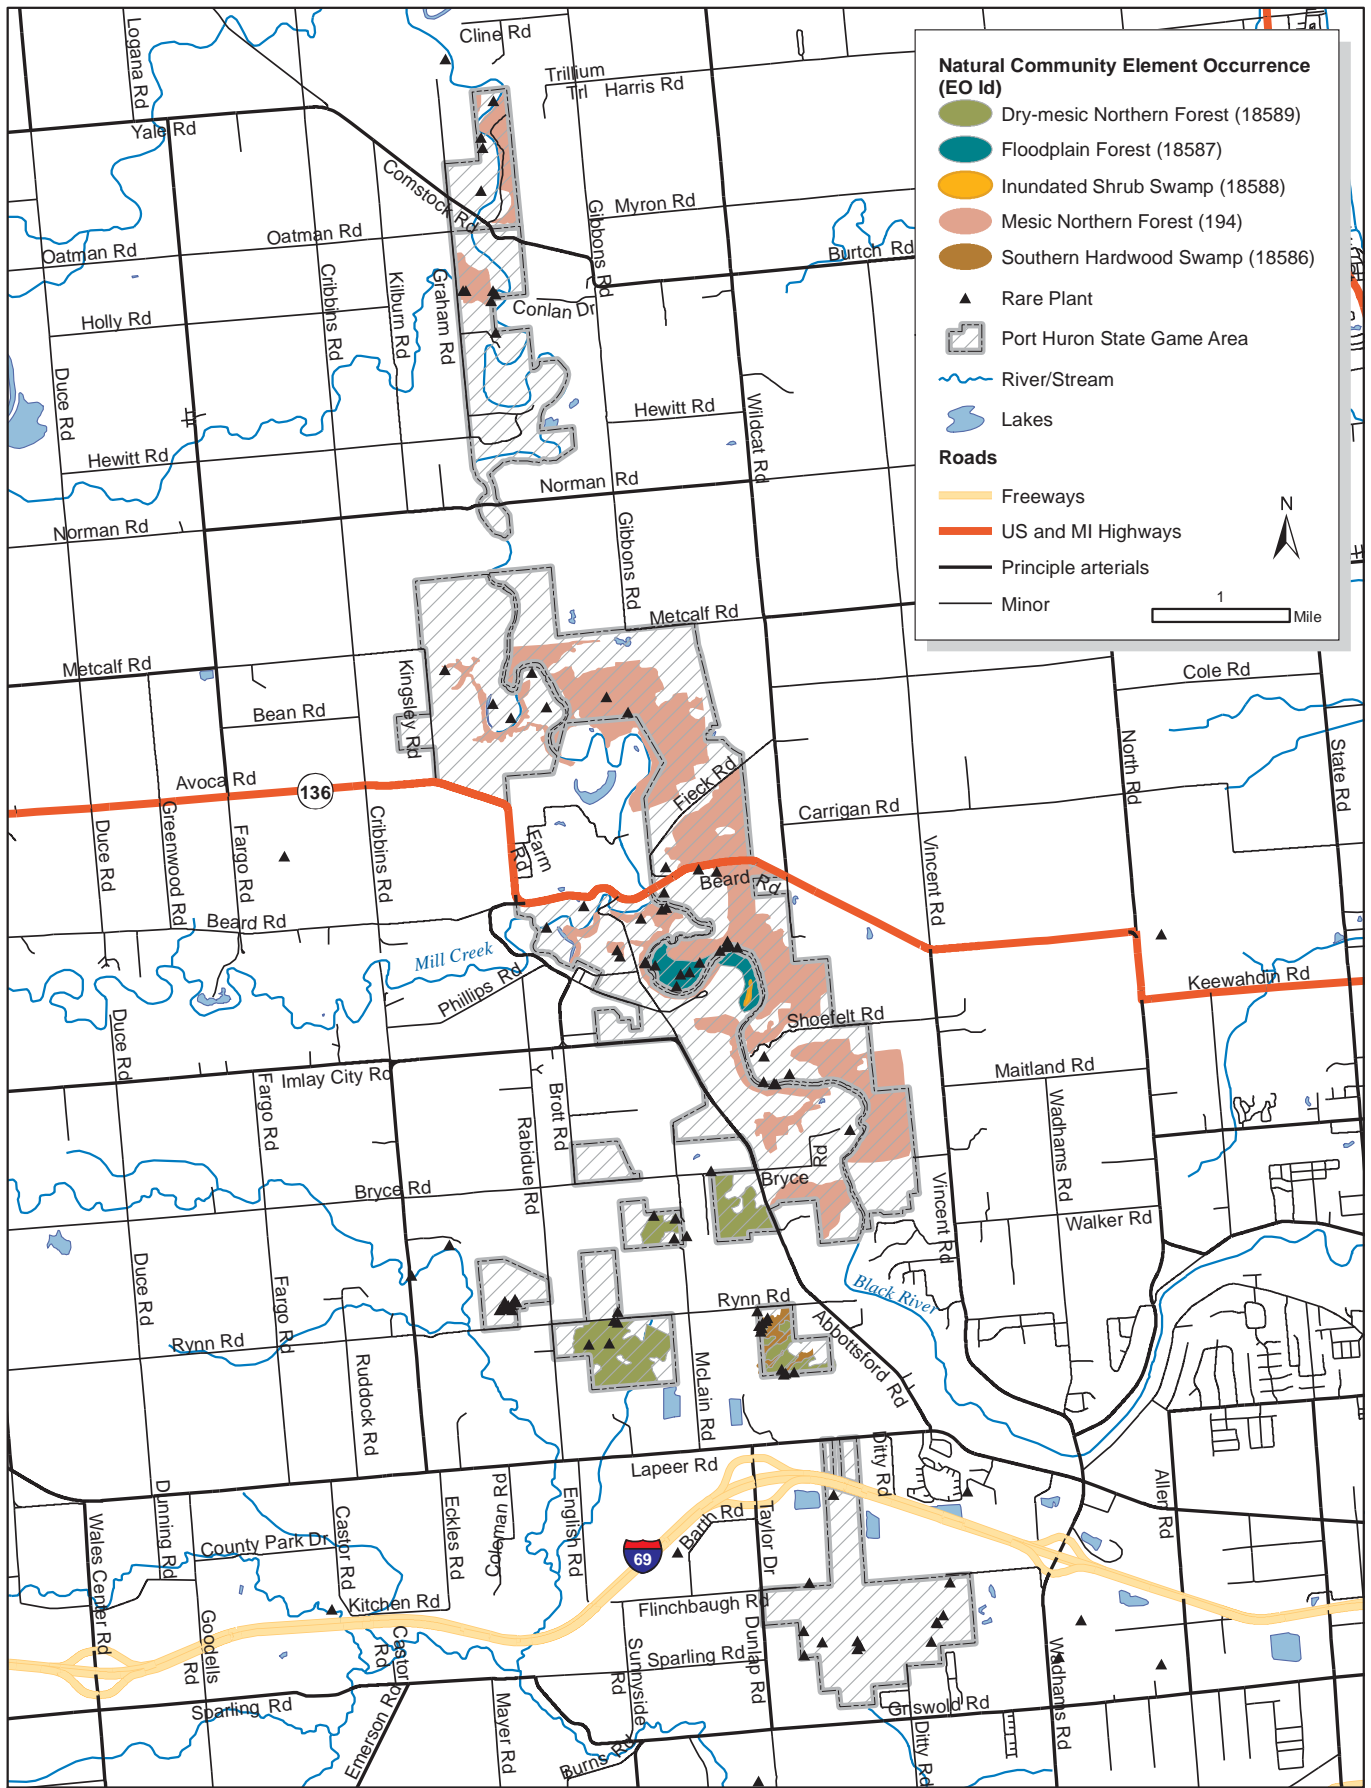 Logana Rd
Cline Rd
Trillium
Trl
Harris Rd
Yale Rd
Comstock Rd
Gibbons Rd
Myron Rd
Oatman Rd
Oatman Rd
Burtch Rd
Cribbins Rd
Kilburn Rd
Graham Rd
Conlan Dr
Holly Rd
Duce Rd
Hewitt Rd
Wildcat Rd
Hewitt Rd
Norman Rd
Norman Rd
Gibbons Rd
Natural Community Element Occurrence
(EO Id)
Dry-mesic Northern Forest (18589)
Floodplain Forest (18587)
Inundated Shrub Swamp (18588)
Mesic Northern Forest (194)
Southern Hardwood Swamp (18586)
Rare Plant
Port Huron State Game Area
River/Stream
Lakes
Roads
Freeways
US and MI Highways
Principle arterials
Minor
N
1
Mile
Metcalf Rd
Metcalf Rd
Kingsley Rd
Cole Rd
Bean Rd
North Rd
State Rd
Avoca Rd
136
Fieck Rd
Carrigan Rd
Duce Rd
Greenwood Rd
Fargo Rd
Cribbins Rd
Farm
Rd
Vincent Rd
Beard Rd
Beard Rd
Mill Creek
Phillips Rd
Keewahdin Rd
Shoefelt Rd
Duce Rd
Imlay City Rd
Maitland Rd
Fargo Rd
Brott Rd
Rabidue Rd
Wadhams Rd
Rd
Bryce
Bryce Rd
Vincent Rd
Walker Rd
Duce Rd
Fargo Rd
Black River
Rynn Rd
Rynn Rd
Abbottsford Rd
Ruddock Rd
McLain Rd
Lapeer Rd
Ditty Rd
Allen Rd
Dunning Rd
Wales Center Rd
County Park Dr
Castor Rd
Eckles Rd
Coleman Rd
English Rd
69
Barth Rd
Taylor Dr
Kitchen Rd
Flinchbaugh Rd
Goodells
Rd
Castor
Rd
Sunnyside
Rd
Sparling Rd
Dunlap Rd
Wadhams Rd
Sparling Rd
Emerson Rd
Mayer Rd
Burns Rd
Griswold Rd
Ditty Rd